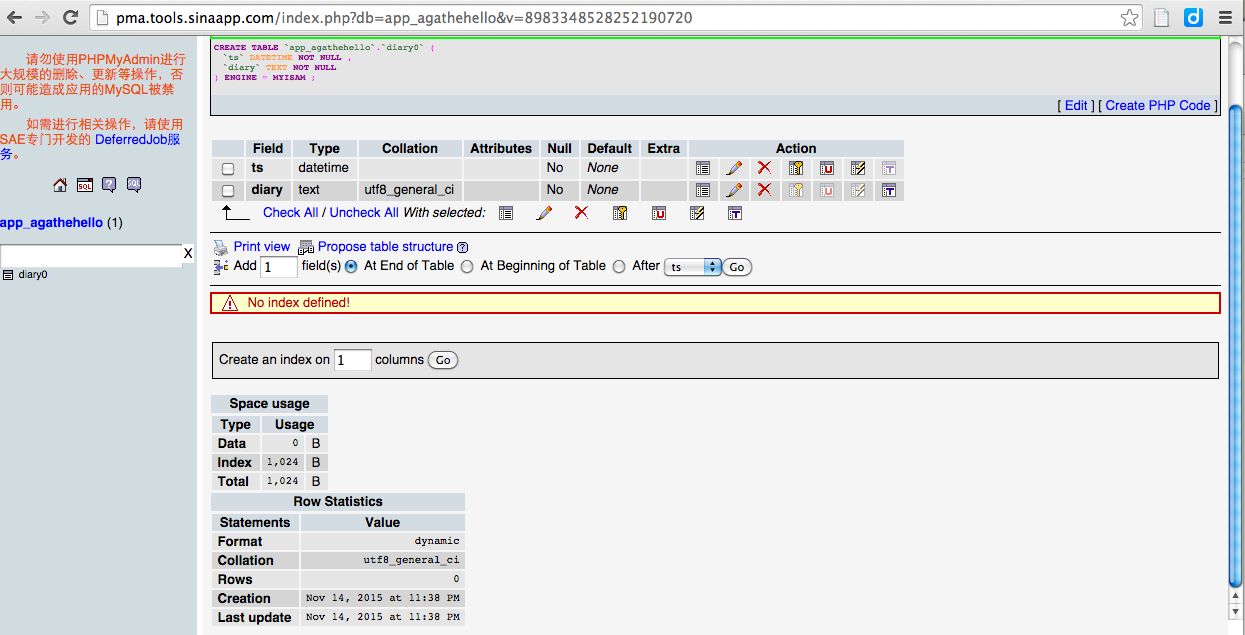 pma.tools.sinaapp.com/index.php?db=app_agathehello&v=8983348528252190720
请勿使用PHPMyAdmin进行
大规模的删除、更新等操作，否
则可能造成应用的MySQL被禁
用。
如需进行相关操作，请使用
SAE专门开发的 DeferredJob服
务。
SQL
SQL
app_agathehello (1)
X
diary0
CREATE TABLE `app_agathehello`.`diary0` (
`ts` DATETIME NOT NULL ,
`diary` TEXT NOT NULL
) ENGINE = MYISAM ;
[ Edit ] [ Create PHP Code ]
Field Type Collation Attributes Null Default Extra Action
ts datetime No None
diary text utf8_general_ci No None
Check All / Uncheck All With selected:
Print view Propose table structure
Add 1 field(s) At End of Table At Beginning of Table After ts Go
No index defined!
Create an index on 1 columns Go
Space usage
Type Usage
Data 0 B
Index 1,024 B
Total 1,024 B
Row Statistics
Statements Value
Format dynamic
Collation utf8_general_ci
Rows 0
Creation Nov 14, 2015 at 11:38 PM
Last update Nov 14, 2015 at 11:38 PM